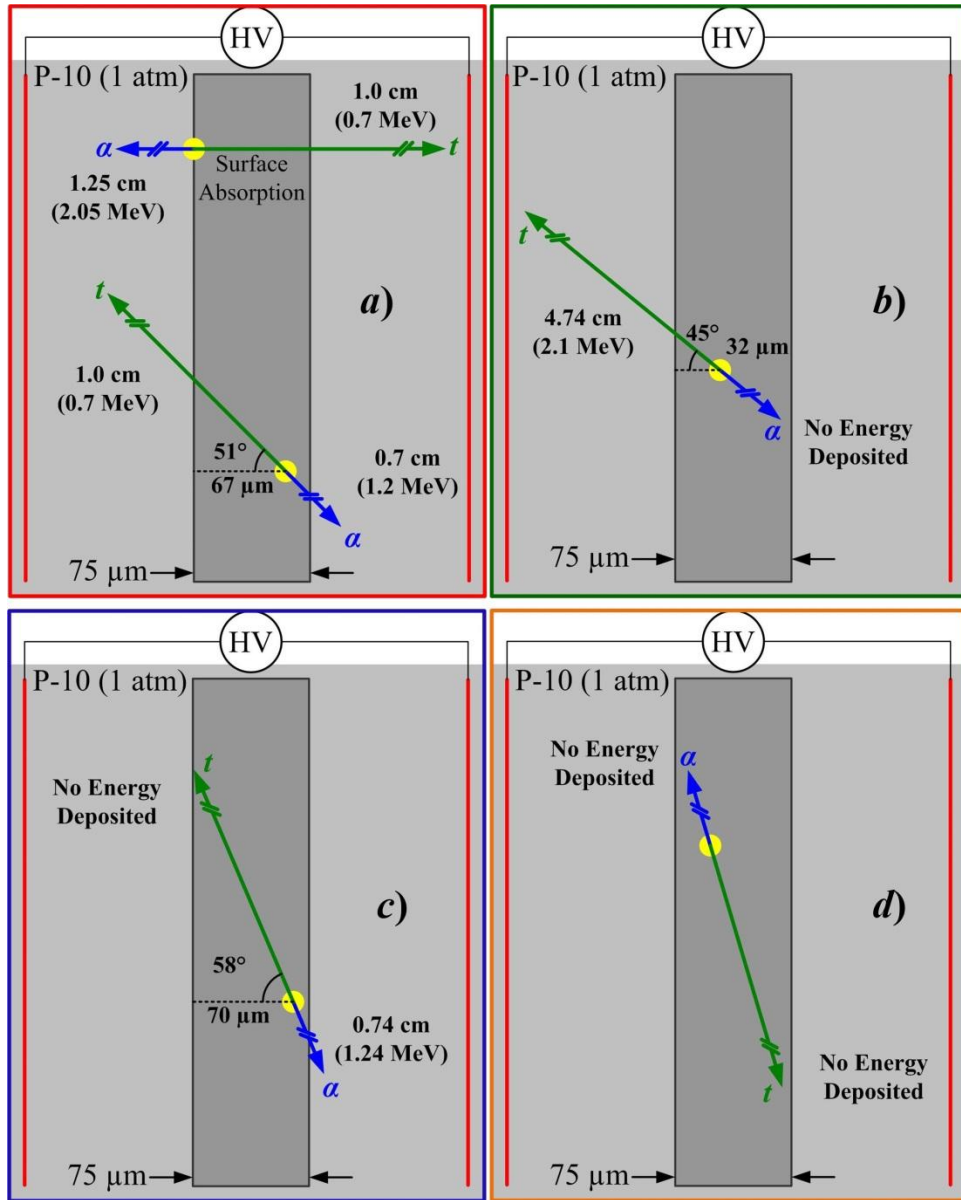 HV
P-10 (1 atm)
1.0 cm
(0.7 MeV)
α
t
Surface
Absorption
1.25 cm
(2.05 MeV)
t
a)
1.0 cm
(0.7 MeV)
51°
67 µm
0.7 cm
(1.2 MeV)
α
75 µm
HV
P-10 (1 atm)
t
b)
4.74 cm
(2.1 MeV)
45°
32 µm
α
No Energy
Deposited
75 µm
HV
P-10 (1 atm)
t
No Energy
Deposited
c)
58°
70 µm
0.74 cm
(1.24 MeV)
α
75 µm
HV
P-10 (1 atm)
No Energy
Deposited
α
d)
No Energy
Deposited
t
75 µm